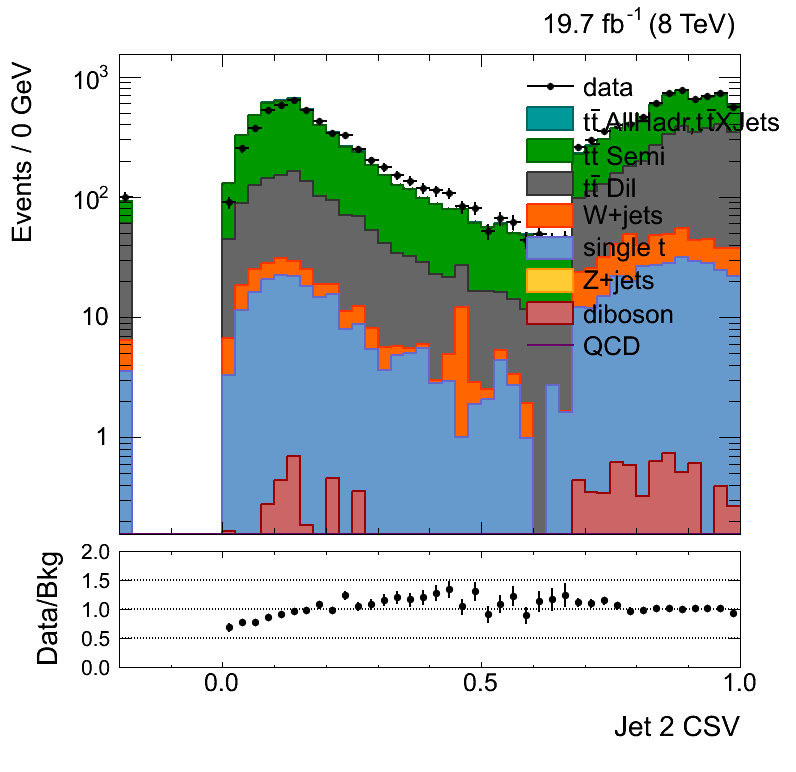 19.7 fb⁻¹ (8 TeV)
Events / 0 GeV
10³
10²
10
1
data
tt̄ AllHadr,tt̄XJets
tt̄ Semi
tt̄ Dil
W+jets
single t
Z+jets
diboson
QCD
Data/Bkg
2.0
1.5
1.0
0.5
0.0
0.0 0.5 1.0
Jet 2 CSV